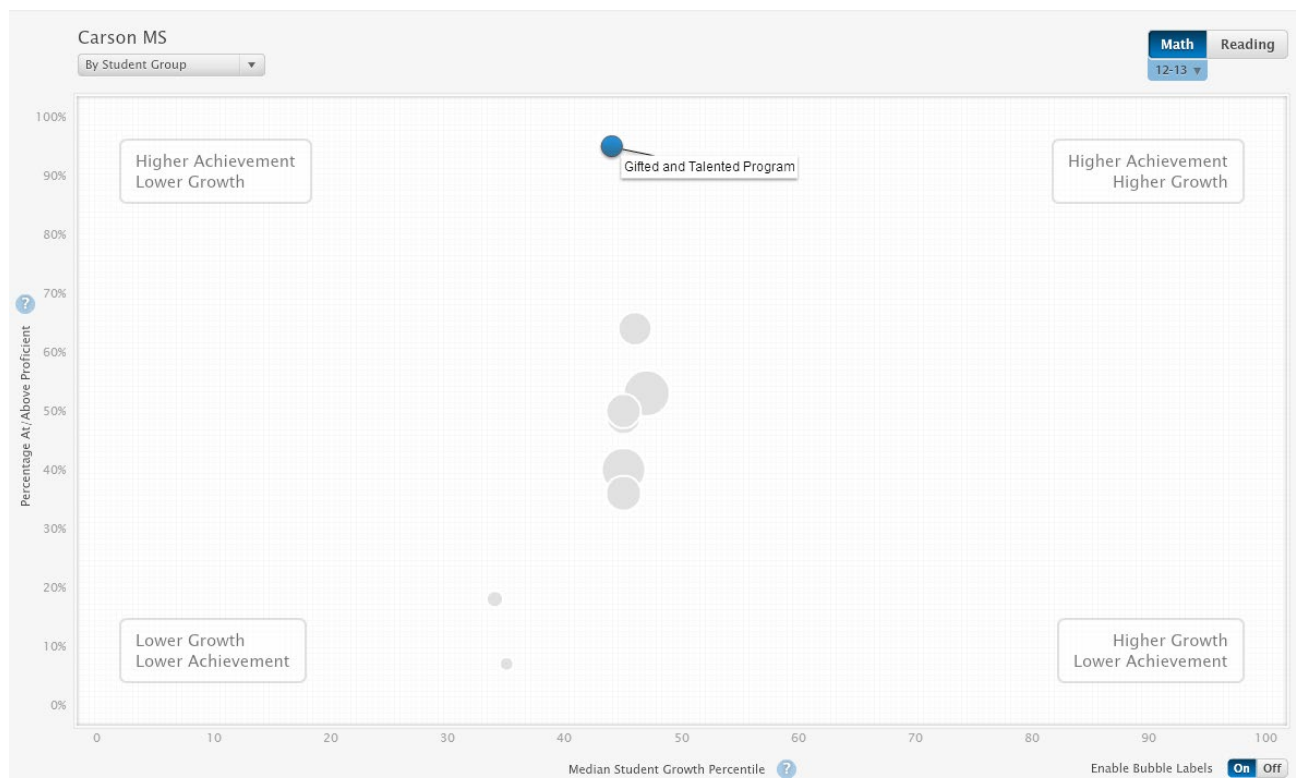 Carson MS
By Student Group
Math Reading
12-13
100%
90%
80%
70%
60%
50%
40%
30%
20%
10%
0%
Percentage At/Above Proficient
?
Higher Achievement
Lower Growth
Gifted and Talented Program
Higher Achievement
Higher Growth
Lower Growth
Lower Achievement
Higher Growth
Lower Achievement
0 10 20 30 40 50 60 70 80 90 100
Median Student Growth Percentile ?
Enable Bubble Labels On Off